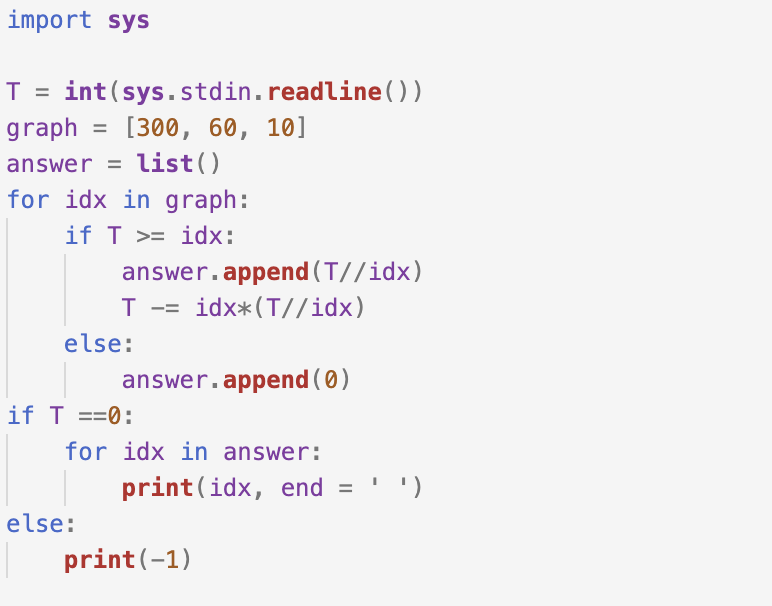 import sys

T = int(sys.stdin.readline())
graph = [300, 60, 10]
answer = list()
for idx in graph:
    if T >= idx:
        answer.append(T//idx)
        T -= idx*(T//idx)
    else:
        answer.append(0)
if T ==0:
    for idx in answer:
        print(idx, end = ' ')
else:
    print(-1)